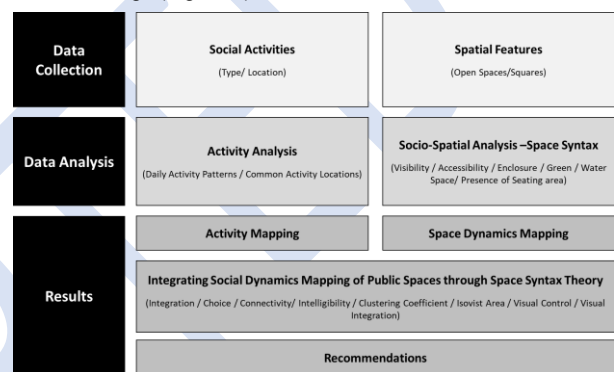 Data
Collection
Social Activities
(Type/ Location)
Spatial Features
(Open Spaces/Squares)
Data Analysis
Activity Analysis
(Daily Activity Patterns / Common Activity Locations)
Socio-Spatial Analysis –Space Syntax
(Visibility / Accessibility / Enclosure / Green / Water
Space/ Presence of Seating area)
Results
Activity Mapping
Space Dynamics Mapping
Integrating Social Dynamics Mapping of Public Spaces through Space Syntax Theory
(Integration / Choice / Connectivity/ Intelligibility / Clustering Coefficient / Isovist Area / Visual Control / Visual
Integration)
Recommendations